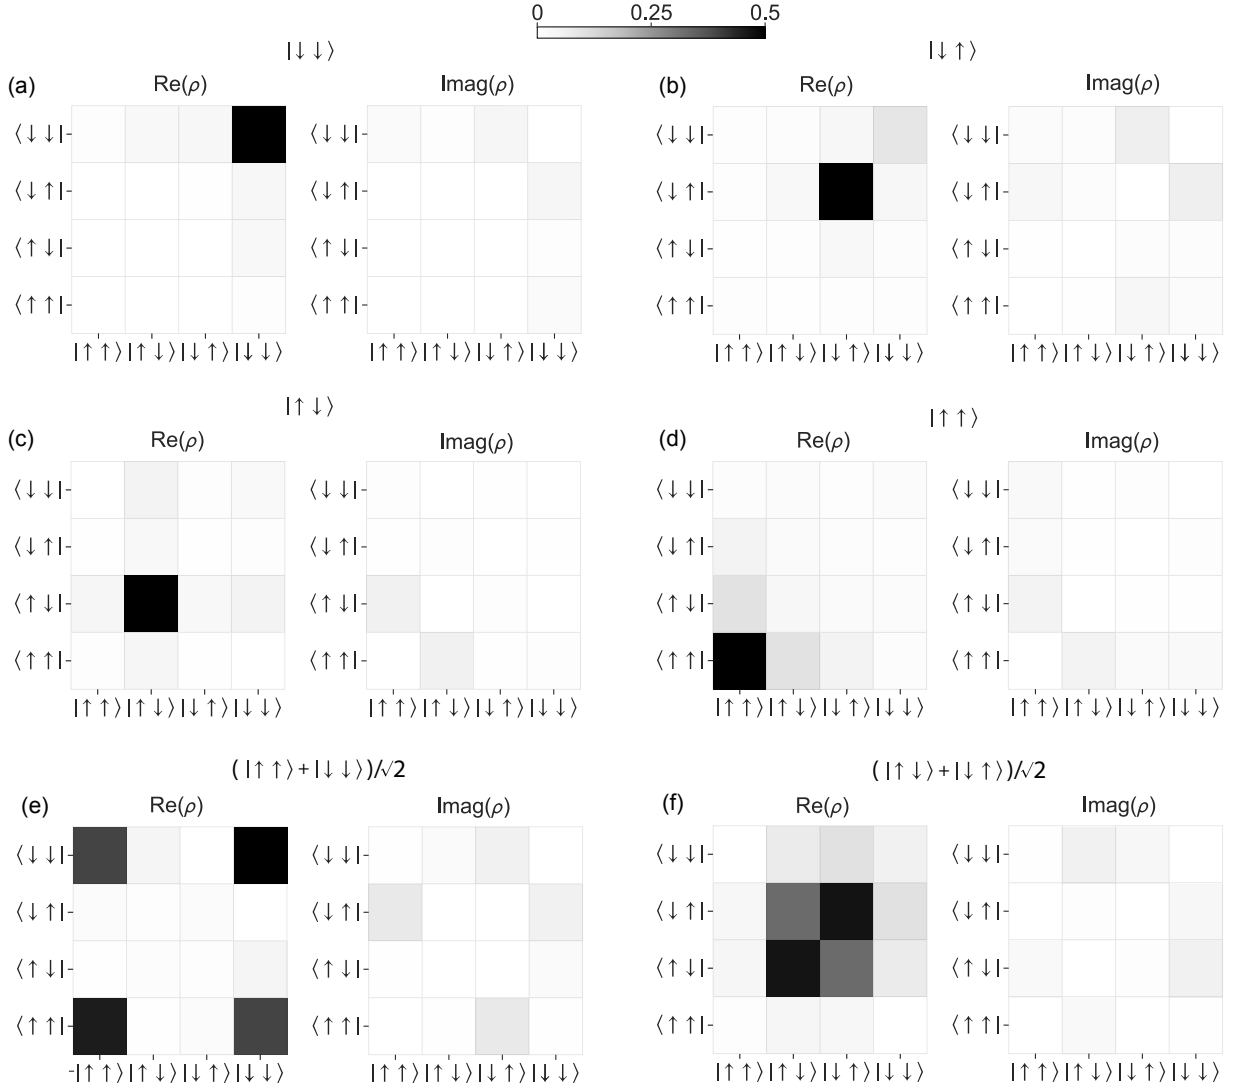 0 0.25 0.5
|↓ ↓⟩
(a) Re(ρ) Imag(ρ)
⟨↓ ↓| ⟨↓ ↓|
⟨↓ ↑| ⟨↓ ↑|
⟨↑ ↓| ⟨↑ ↓|
⟨↑ ↑| ⟨↑ ↑|
|↑ ↑⟩ |↑ ↓⟩ |↓ ↑⟩ |↓ ↓⟩ |↑ ↑⟩ |↑ ↓⟩ |↓ ↑⟩ |↓ ↓⟩
|↓ ↑⟩
(b) Re(ρ) Imag(ρ)
⟨↓ ↓| ⟨↓ ↓|
⟨↓ ↑| ⟨↓ ↑|
⟨↑ ↓| ⟨↑ ↓|
⟨↑ ↑| ⟨↑ ↑|
|↑ ↑⟩ |↑ ↓⟩ |↓ ↑⟩ |↓ ↓⟩ |↑ ↑⟩ |↑ ↓⟩ |↓ ↑⟩ |↓ ↓⟩
|↑ ↓⟩
(c) Re(ρ) Imag(ρ)
⟨↓ ↓| ⟨↓ ↓|
⟨↓ ↑| ⟨↓ ↑|
⟨↑ ↓| ⟨↑ ↓|
⟨↑ ↑| ⟨↑ ↑|
|↑ ↑⟩ |↑ ↓⟩ |↓ ↑⟩ |↓ ↓⟩ |↑ ↑⟩ |↑ ↓⟩ |↓ ↑⟩ |↓ ↓⟩
|↑ ↑⟩
(d) Re(ρ) Imag(ρ)
⟨↓ ↓| ⟨↓ ↓|
⟨↓ ↑| ⟨↓ ↑|
⟨↑ ↓| ⟨↑ ↓|
⟨↑ ↑| ⟨↑ ↑|
|↑ ↑⟩ |↑ ↓⟩ |↓ ↑⟩ |↓ ↓⟩ |↑ ↑⟩ |↑ ↓⟩ |↓ ↑⟩ |↓ ↓⟩
(|↑ ↑⟩+|↓ ↓⟩)/√2
(e) Re(ρ) Imag(ρ)
⟨↓ ↓| ⟨↓ ↓|
⟨↓ ↑| ⟨↓ ↑|
⟨↑ ↓| ⟨↑ ↓|
⟨↑ ↑| ⟨↑ ↑|
|↑ ↑⟩ |↑ ↓⟩ |↓ ↑⟩ |↓ ↓⟩ |↑ ↑⟩ |↑ ↓⟩ |↓ ↑⟩ |↓ ↓⟩
(|↑ ↓⟩+|↓ ↑⟩)/√2
(f) Re(ρ) Imag(ρ)
⟨↓ ↓| ⟨↓ ↓|
⟨↓ ↑| ⟨↓ ↑|
⟨↑ ↓| ⟨↑ ↓|
⟨↑ ↑| ⟨↑ ↑|
|↑ ↑⟩ |↑ ↓⟩ |↓ ↑⟩ |↓ ↓⟩ |↑ ↑⟩ |↑ ↓⟩ |↓ ↑⟩ |↓ ↓⟩